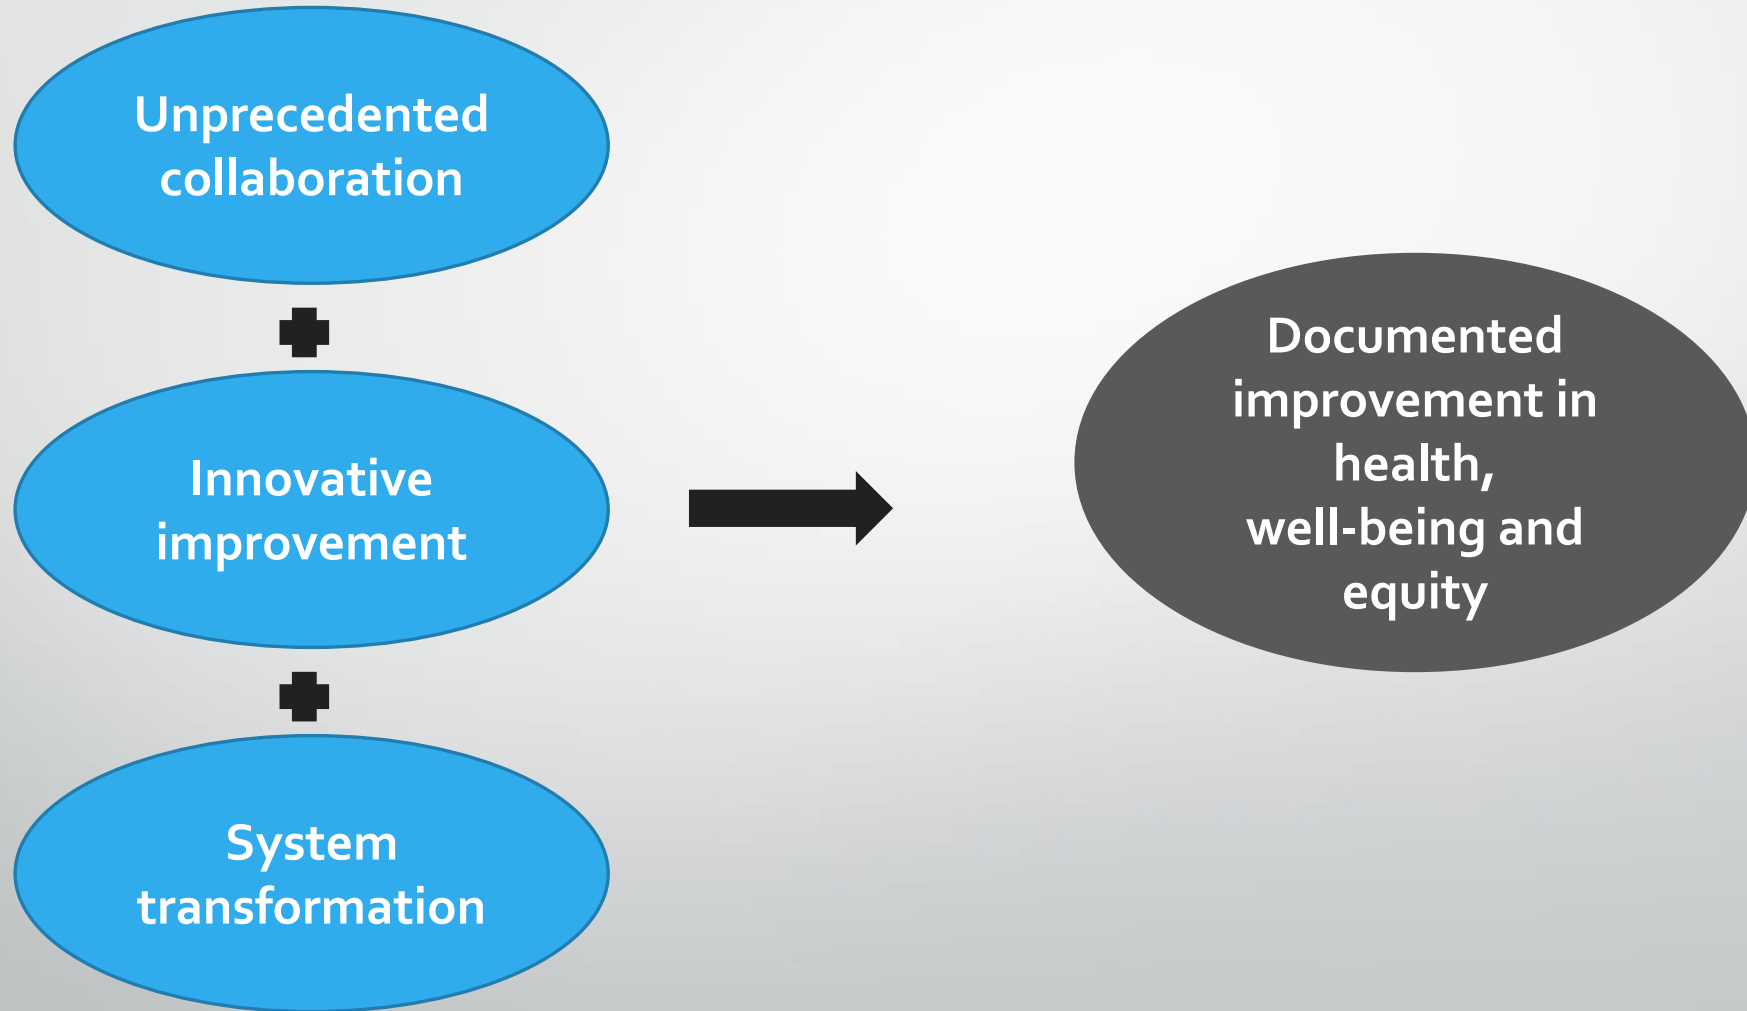 Unprecedented
collaboration
Innovative
improvement
System
transformation
Documented
improvement in
health,
well-being and
equity